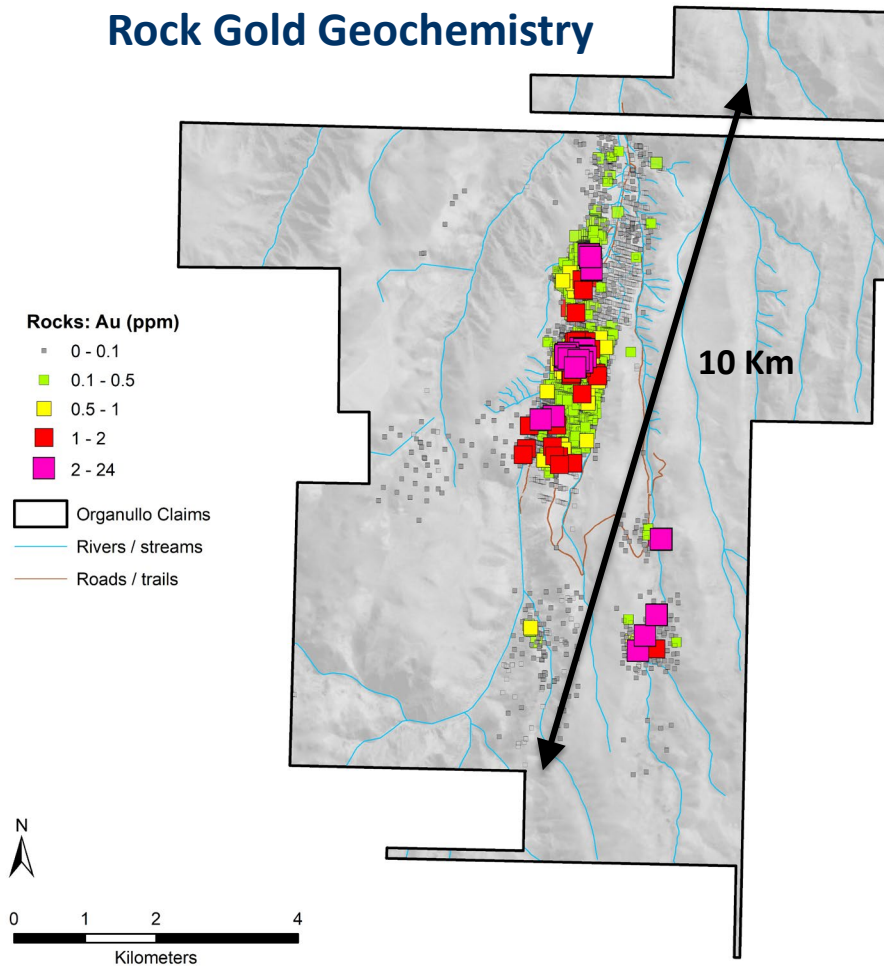 Rock Gold Geochemistry
10 Km
Rocks: Au (ppm)
0 - 0.1
0.1 - 0.5
0.5 - 1
1 - 2
2 - 24
Organullo Claims
Rivers / streams
Roads / trails
N
0 1 2 4
Kilometers